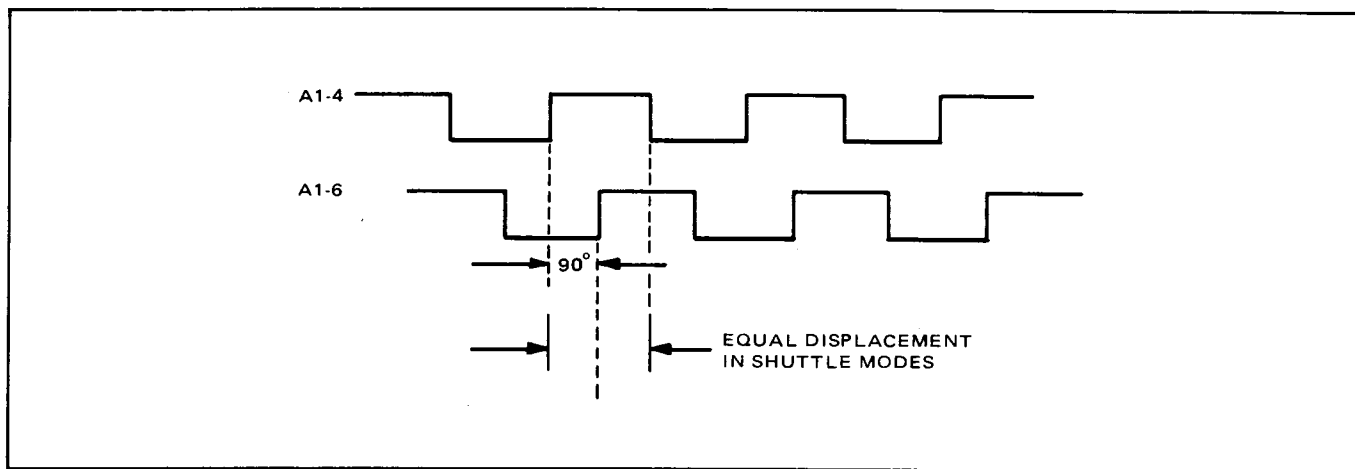 A1-4
A1-6
90°
EQUAL DISPLACEMENT
IN SHUTTLE MODES